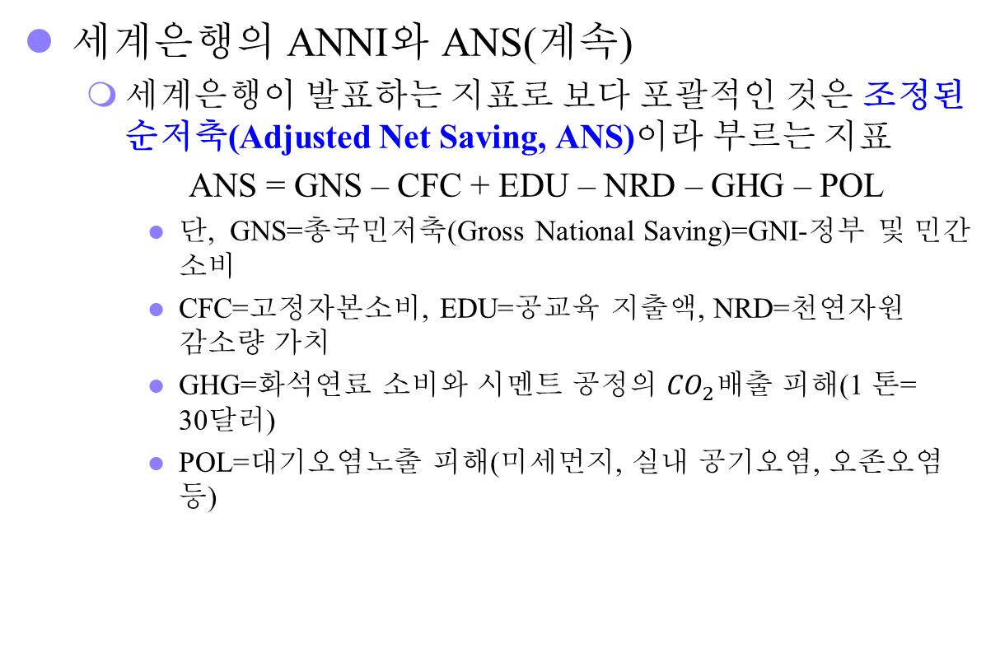 세계은행의 ANNI와 ANS(계속)
세계은행이 발표하는 지표로 보다 포괄적인 것은 조정된
순저축(Adjusted Net Saving, ANS)이라 부르는 지표
ANS = GNS – CFC + EDU – NRD – GHG – POL
단, GNS=총국민저축(Gross National Saving)=GNI-정부 및 민간
소비
CFC=고정자본소비, EDU=공교육 지출액, NRD=천연자원
감소량 가치
GHG=화석연료 소비와 시멘트 공정의 CO₂배출 피해(1 톤=
30달러)
POL=대기오염노출 피해(미세먼지, 실내 공기오염, 오존오염
등)